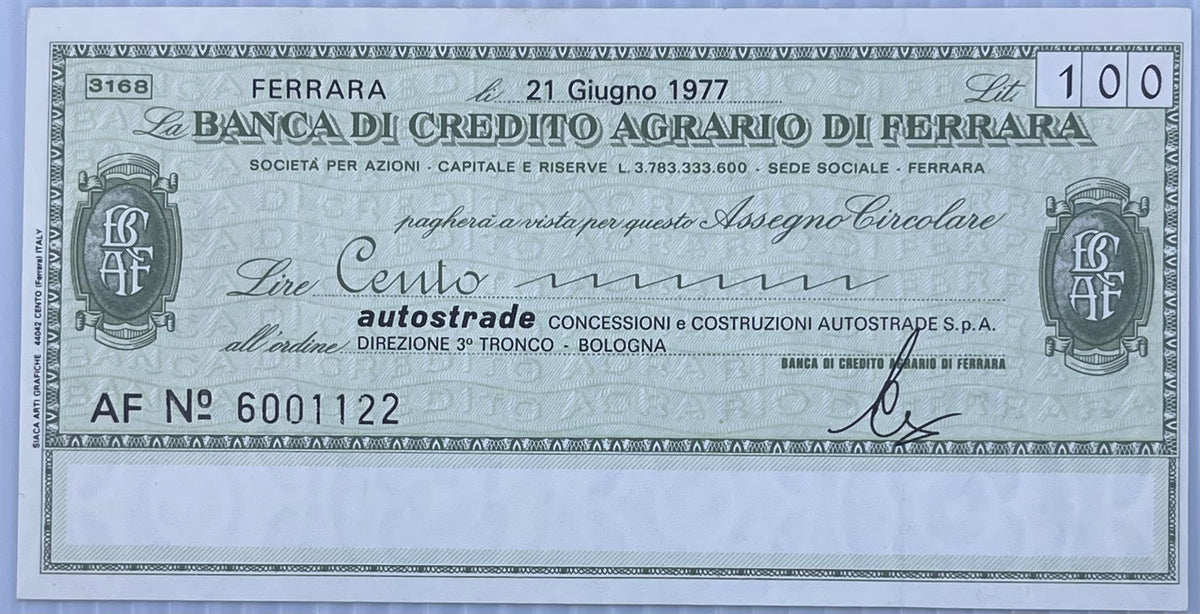 3168 FERRARA li 21 Giugno 1977 Lit. 100
La BANCA DI CREDITO AGRARIO DI FERRARA
SOCIETÀ PER AZIONI - CAPITALE E RISERVE L. 3.783.333.600 - SEDE SOCIALE - FERRARA
pagherà a vista per questo Assegno Circolare
BCAF
BCAF
Lire Cento
autostrade CONCESSIONI e COSTRUZIONI AUTOSTRADE S.p.A.
all'ordine DIREZIONE 3º TRONCO - BOLOGNA
BANCA DI CREDITO AGRARIO DI FERRARA
AF Nº 6001122
SIACA ARTI GRAFICHE 44042 CENTO (Ferrara) ITALY